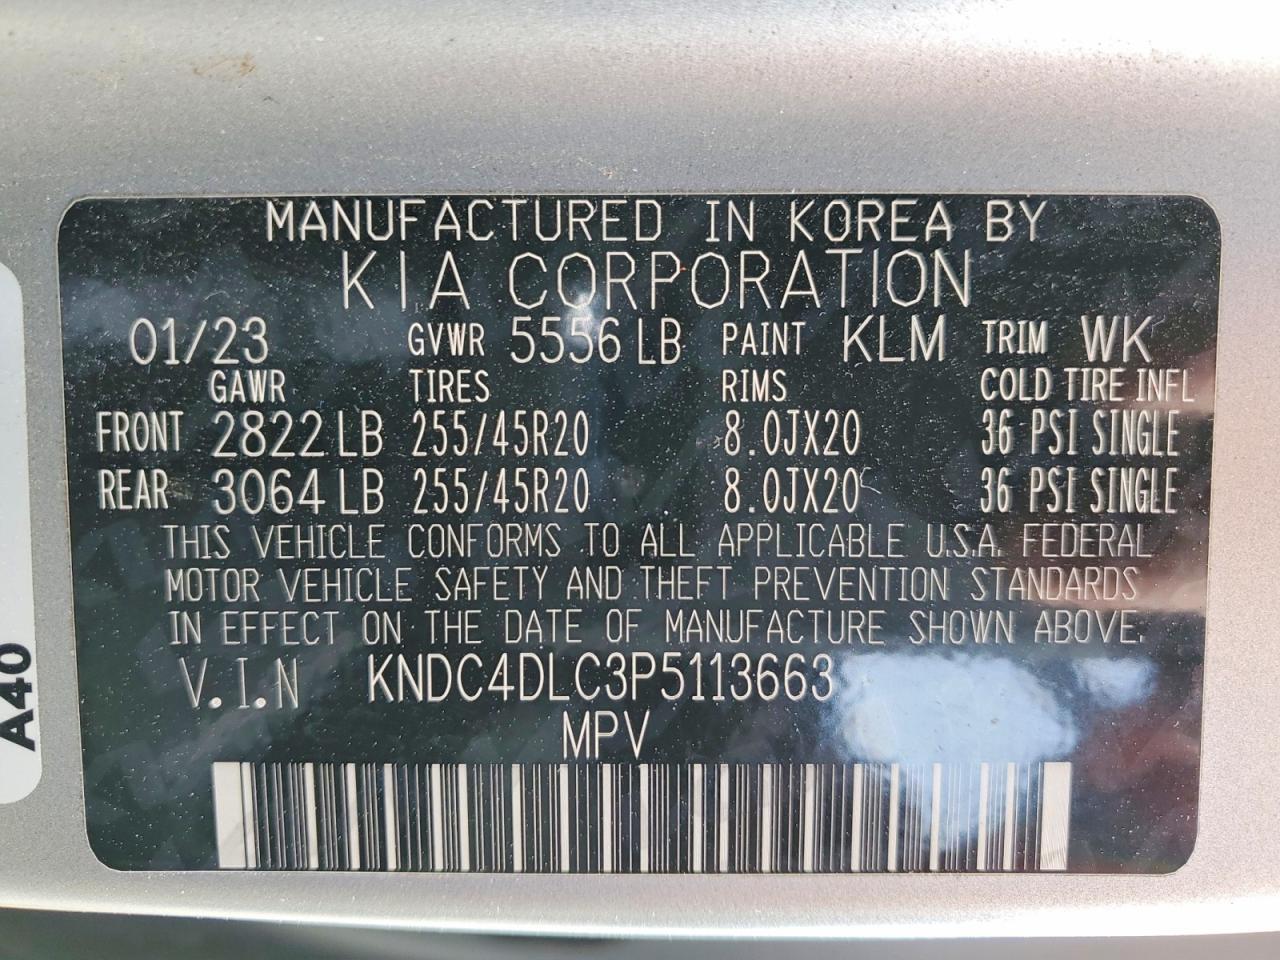 MANUFACTURED IN KOREA BY
KIA CORPORATION
01/23 GVWR 5556 LB PAINT KLM TRIM WK
GAWR TIRES RIMS COLD TIRE INFL
FRONT 2822 LB 255/45R20 8.0JX20 36 PSI SINGLE
REAR 3064 LB 255/45R20 8.0JX20 36 PSI SINGLE
THIS VEHICLE CONFORMS TO ALL APPLICABLE U.S.A. FEDERAL
MOTOR VEHICLE SAFETY AND THEFT PREVENTION STANDARDS
IN EFFECT ON THE DATE OF MANUFACTURE SHOWN ABOVE.
V.I.N KNDC4DLC3P5113663
MPV
A40